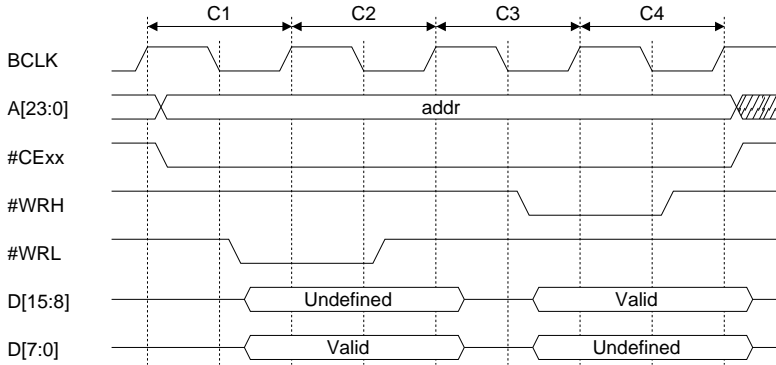 C1 C2 C3 C4
BCLK
A[23:0] addr
#CExx
#WRH
#WRL
D[15:8] Undefined Valid
D[7:0] Valid Undefined